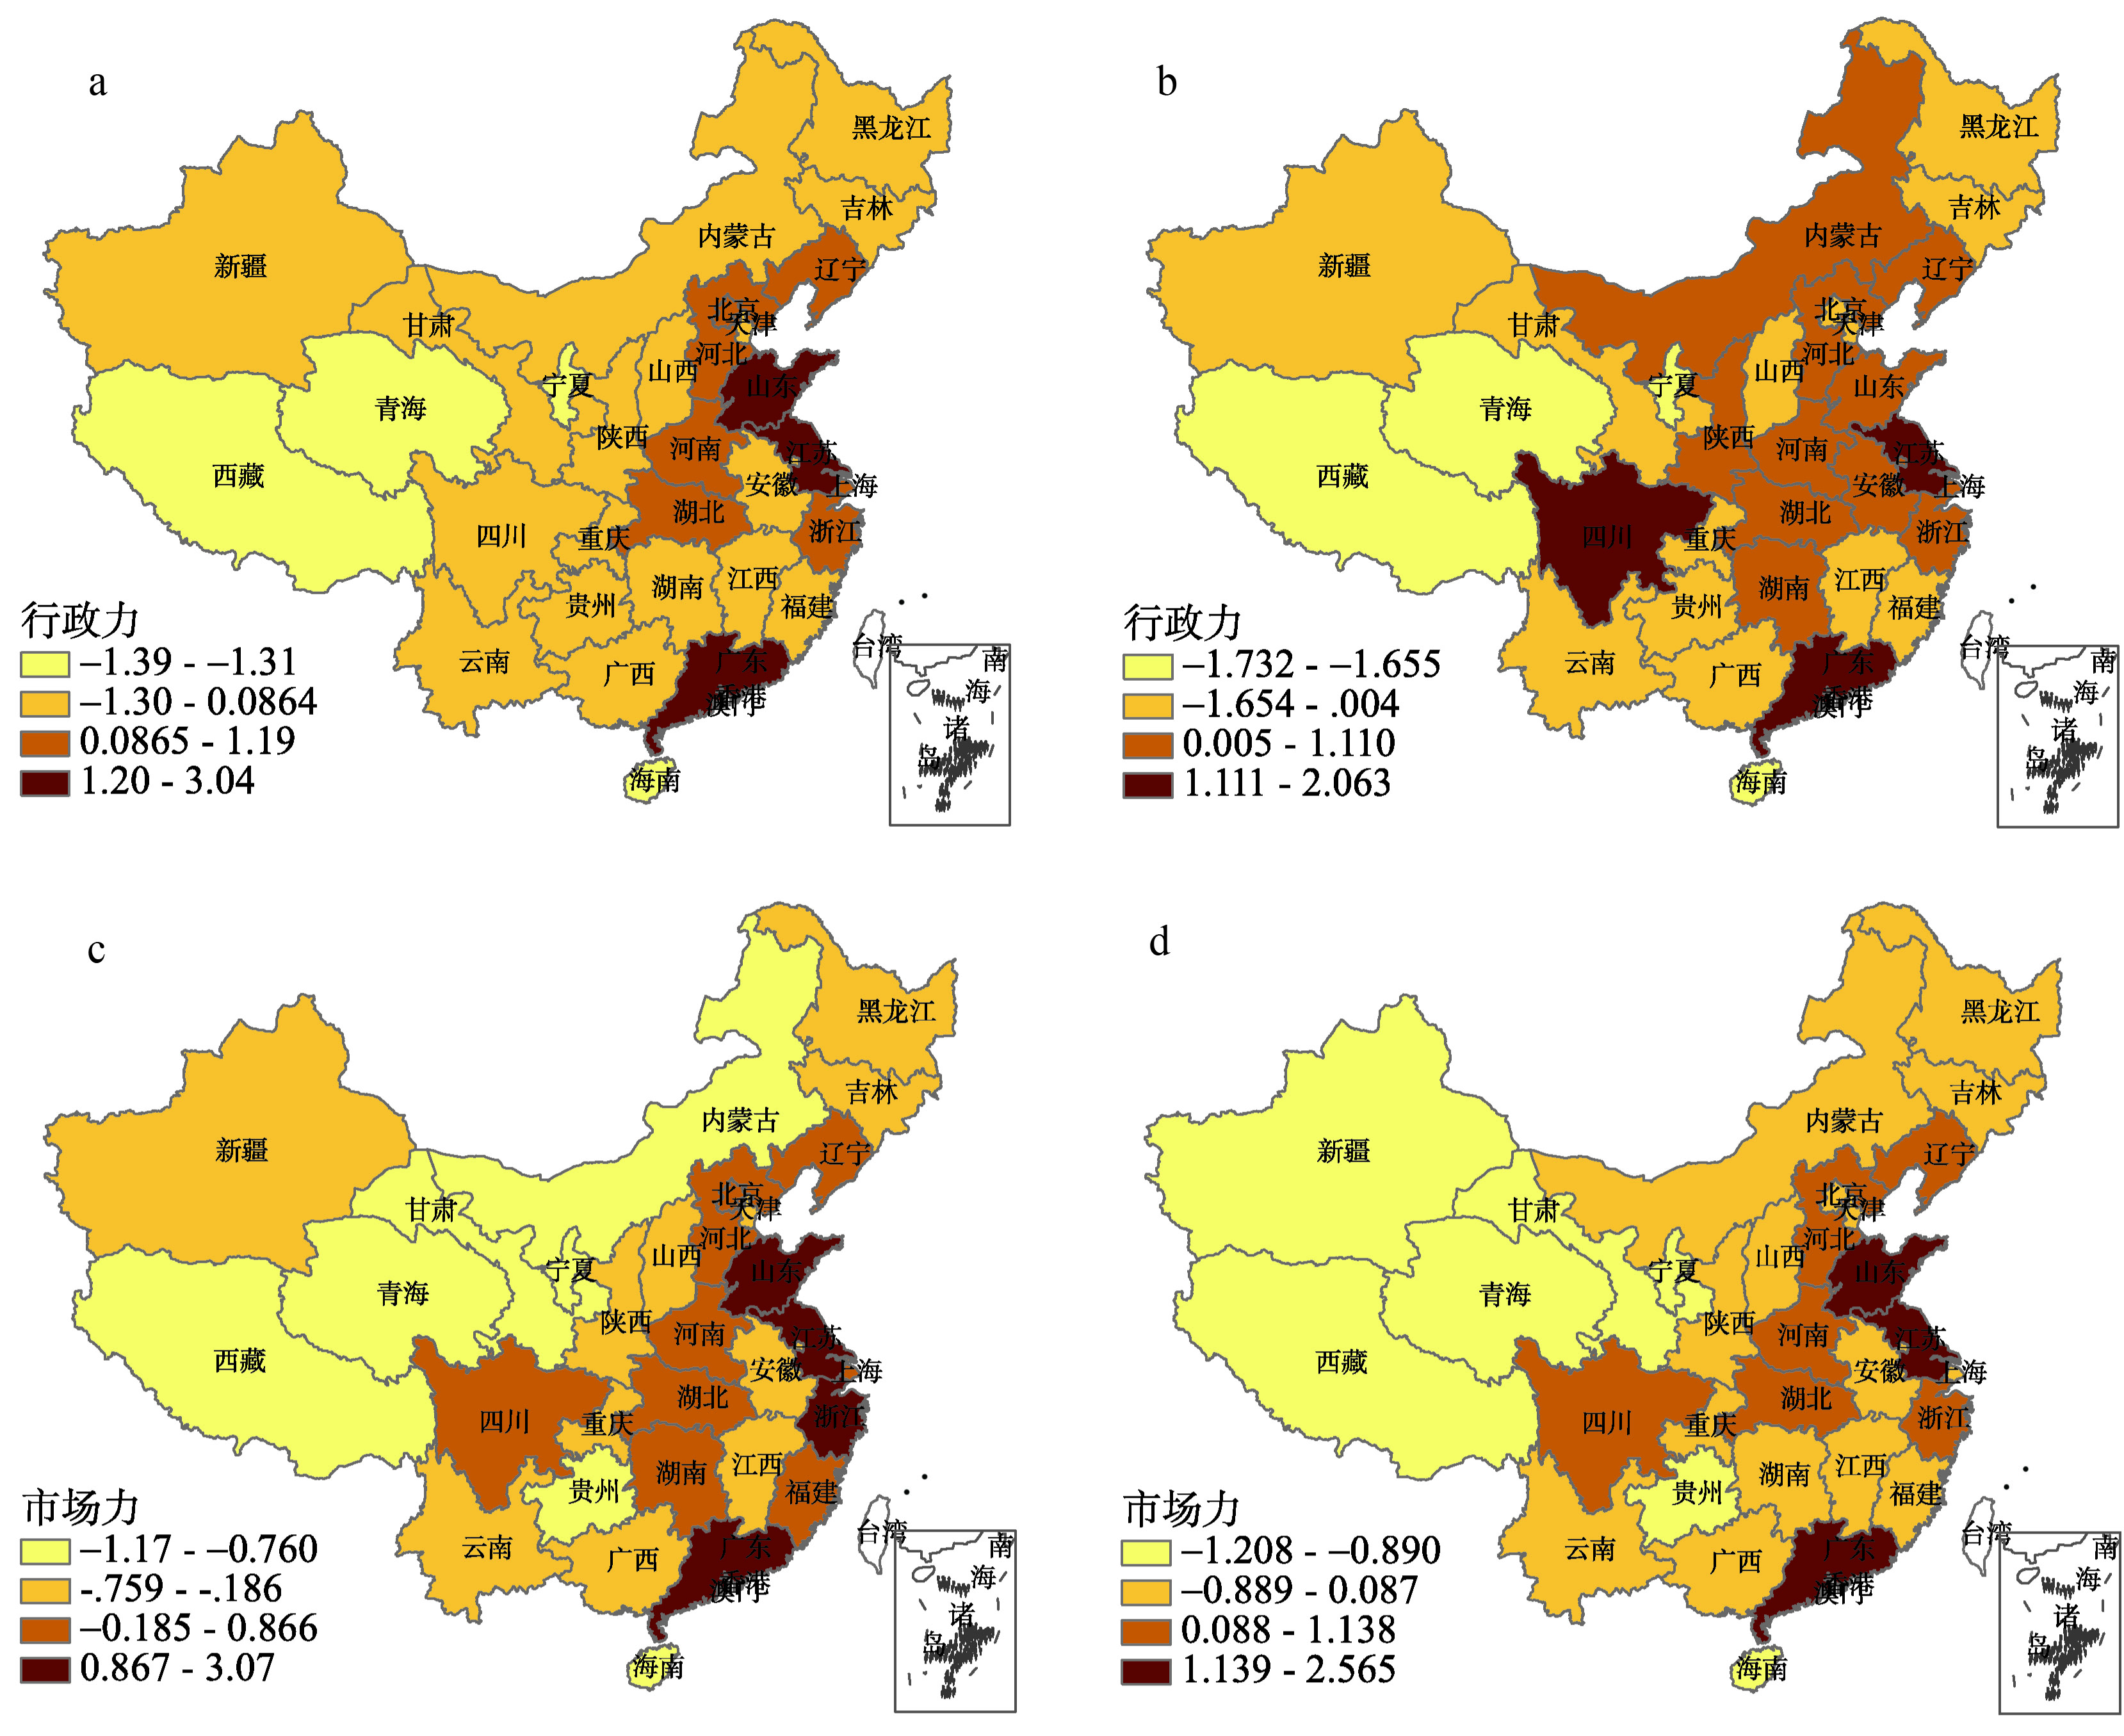 a
黑龙江
吉林
内蒙古
新疆
辽宁
北京
天津
甘肃
河北
山西
宁夏
山东
青海
陕西
河南
江苏
西藏
安徽
上海
湖北
四川
重庆
浙江
湖南
江西
贵州
福建
行政力
台湾
云南
广西
广东
南
−1.39 - −1.31
香港
澳门
海
−1.30 - 0.0864
诸
0.0865 - 1.19
岛
1.20 - 3.04
海南
b
黑龙江
吉林
内蒙古
新疆
辽宁
北京
天津
甘肃
河北
山西
宁夏
山东
青海
陕西
河南
江苏
西藏
安徽
上海
湖北
四川
重庆
浙江
湖南
江西
贵州
福建
行政力
台湾
云南
广西
广东
南
−1.732 - −1.655
香港
澳门
海
−1.654 - .004
诸
0.005 - 1.110
岛
1.111 - 2.063
海南
c
黑龙江
吉林
内蒙古
新疆
辽宁
北京
天津
甘肃
河北
山西
宁夏
山东
青海
陕西
河南
江苏
西藏
安徽
上海
湖北
四川
重庆
浙江
湖南
江西
贵州
福建
市场力
台湾
云南
广西
广东
南
−1.17 - −0.760
香港
澳门
海
-.759 - -.186
诸
−0.185 - 0.866
岛
0.867 - 3.07
海南
d
黑龙江
吉林
内蒙古
新疆
辽宁
北京
天津
甘肃
河北
山西
宁夏
山东
青海
陕西
河南
江苏
西藏
安徽
上海
湖北
四川
重庆
浙江
湖南
江西
贵州
福建
市场力
台湾
云南
广西
广东
南
−1.208 - −0.890
香港
澳门
海
−0.889 - 0.087
诸
0.088 - 1.138
岛
1.139 - 2.565
海南